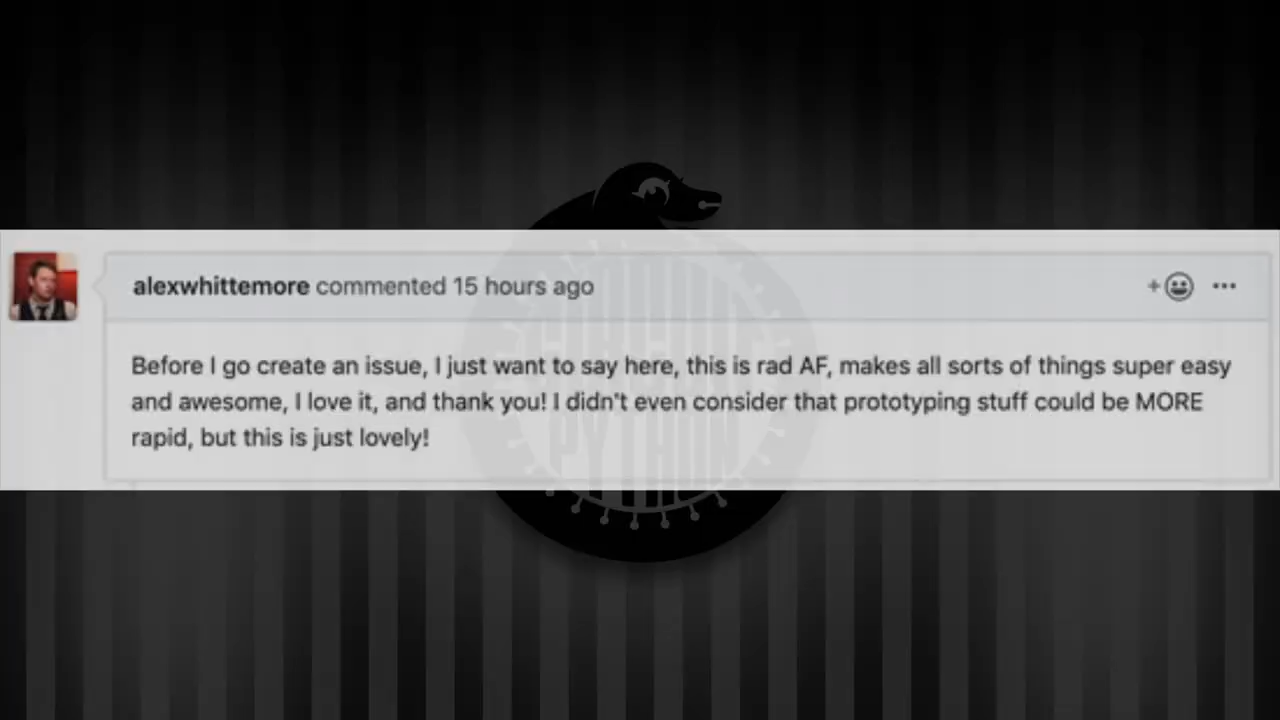 alexwhittemore commented 15 hours ago
Before I go create an issue, I just want to say here, this is rad AF, makes all sorts of things super easy
and awesome, I love it, and thank you! I didn't even consider that prototyping stuff could be MORE
rapid, but this is just lovely!
CIRCUIT
PYTHON